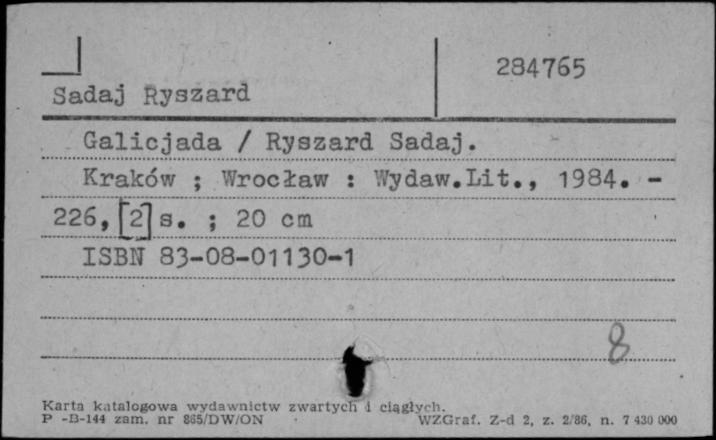 284765
Sadaj Ryszard
Galicjada / Ryszard Sadaj.
Kraków ; Wrocław : Wydaw.Lit., 1984. -
226, [2] s. ; 20 cm
ISBN 83-08-01130-1
8
Karta katalogowa wydawnictw zwartych i ciągłych.
P -B-144 zam. nr 865/DW/ON WZGraf. Z-d 2, z. 2/86, n. 7 430 000